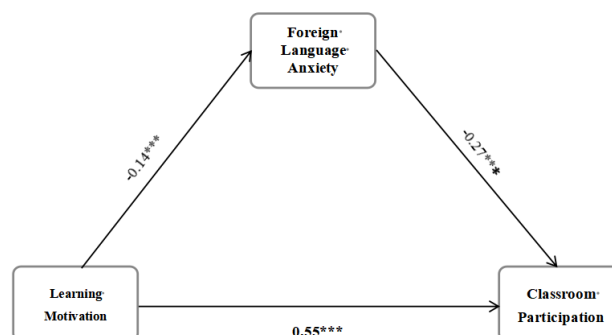 Foreign
Language
Anxiety
-0.14***
-0.27***
Learning
Motivation
Classroom
Participation
0.55***